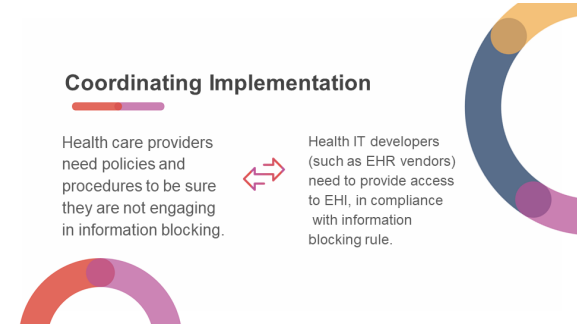 Coordinating Implementation
Health care providers
need policies and
procedures to be sure
they are not engaging
in information blocking.
Health IT developers
(such as EHR vendors)
need to provide access
to EHI, in compliance
with information
blocking rule.